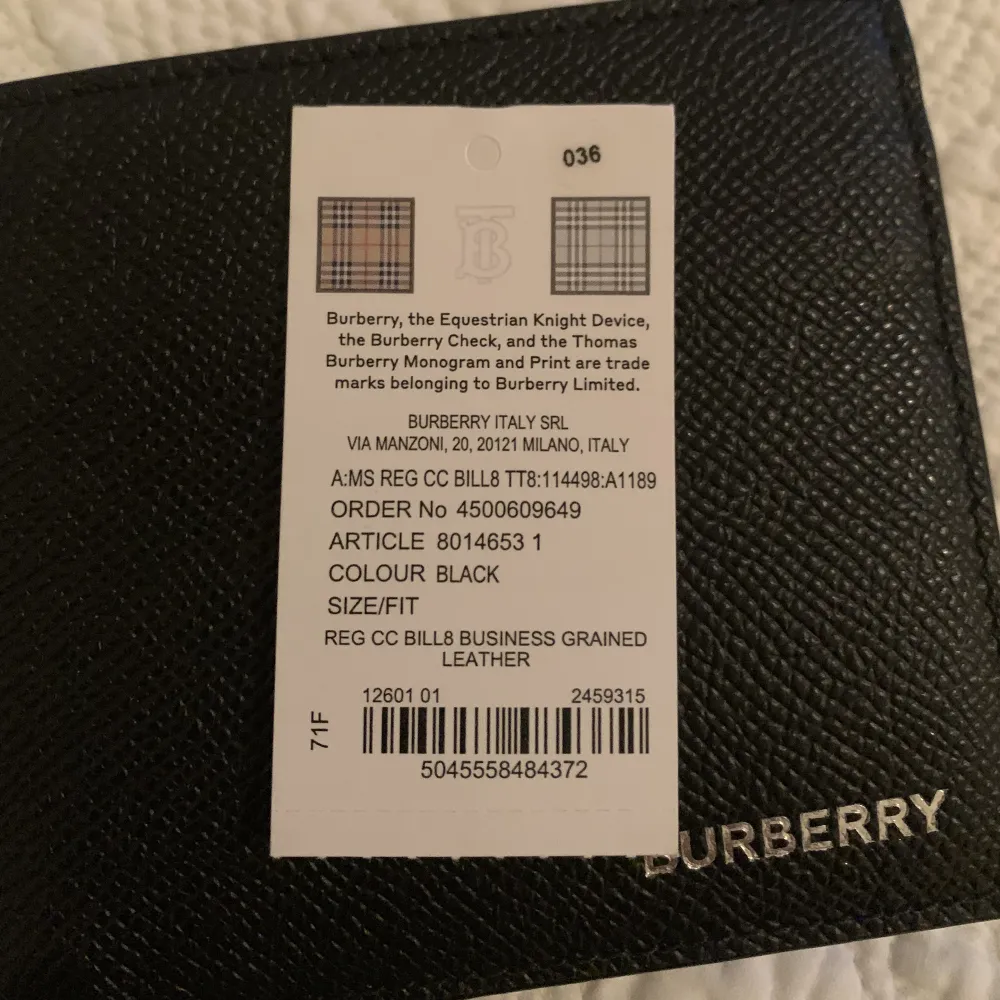 036
Burberry, the Equestrian Knight Device,
the Burberry Check, and the Thomas
Burberry Monogram and Print are trade
marks belonging to Burberry Limited.
BURBERRY ITALY SRL
VIA MANZONI, 20, 20121 MILANO, ITALY
A:MS REG CC BILL8 TT8:114498:A1189
ORDER No 4500609649
ARTICLE 8014653 1
COLOUR BLACK
SIZE/FIT
REG CC BILL8 BUSINESS GRAINED
LEATHER
12601 01 2459315
71F
5045558484372
BURBERRY